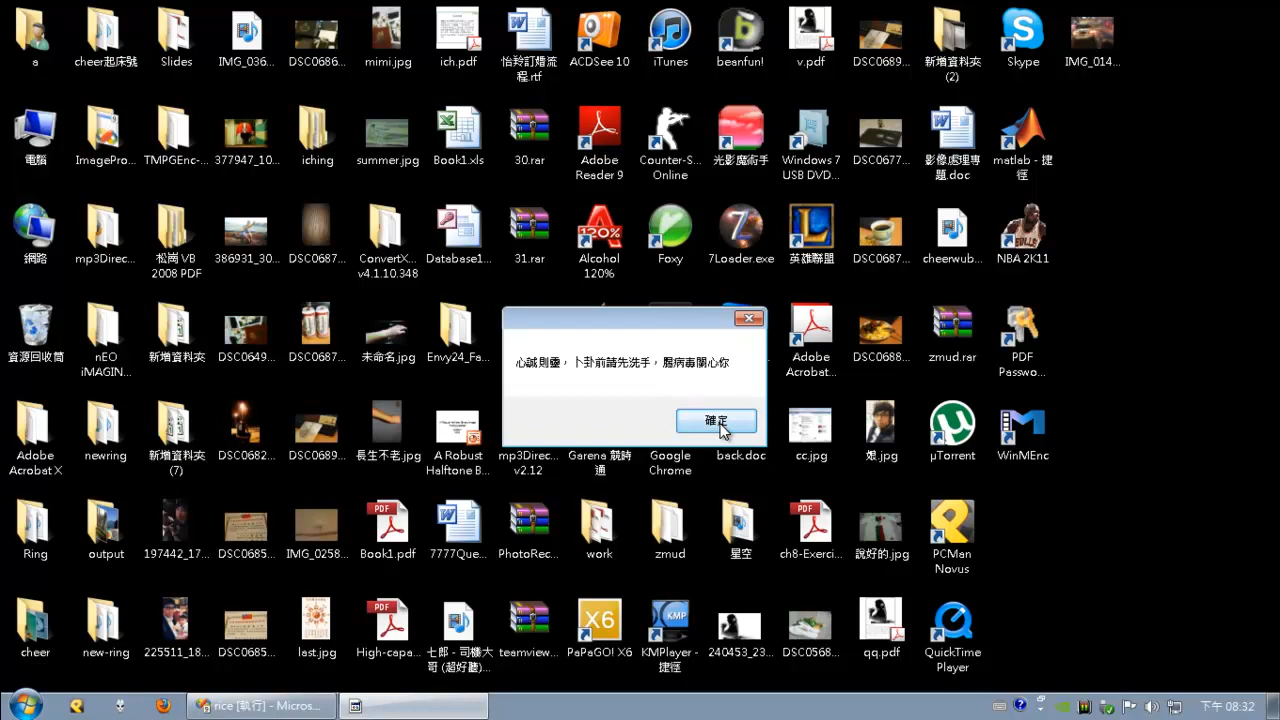 a
cheer起床號
Slides
IMG_036...
DSC0686...
mimi.jpg
ich.pdf
怡羚訂婚流
程.rtf
ACDSee 10
iTunes
beanfun!
v.pdf
DSC0689...
新增資料夾
(2)
Skype
IMG_014...
電腦
ImagePro...
TMPGEnc-...
377947_10...
iching
summer.jpg
Book1.xls
30.rar
Adobe
Reader 9
Counter-S...
Online
光影魔術手
Windows 7
USB DVD...
DSC0677...
影像處理專
題.doc
matlab - 捷
徑
網路
mp3Direc...
松崗 VB
2008 PDF
386931_30...
DSC0687...
ConvertX...
v4.1.10.348
Database1...
31.rar
120%
Alcohol
120%
Foxy
7Loader.exe
英雄聯盟
DSC0687...
cheerwub...
NBA 2K11
資源回收筒
nEO
iMAGIN...
新增資料夾
DSC0649...
DSC0687...
未命名.jpg
Envy24_Fa...
心誠則靈，卜卦前請先洗手，腸病毒關心你
確定
Adobe
Acrobat...
DSC0688...
zmud.rar
PDF
Passwo...
Adobe
Acrobat X
newring
新增資料夾
(7)
DSC0682...
DSC0689...
長生不老.jpg
A Robust
Halftone B...
mp3Direc...
v2.12
Garena 競時
通
Google
Chrome
back.doc
cc.jpg
娘.jpg
µTorrent
WinMEnc
Ring
output
197442_17...
DSC0685...
IMG_0258...
PDF
Book1.pdf
7777Que...
PhotoRec...
work
zmud
星空
PDF
ch8-Exerci...
說好的.jpg
PCMan
Novus
cheer
new-ring
225511_18...
DSC0685...
last.jpg
PDF
High-capa...
七郎 - 司機大
哥 (超好聽)...
teamview...
X6
PaPaGO! X6
KMP
KMPlayer -
捷徑
240453_23...
DSC0568...
qq.pdf
QuickTime
Player
rice [執行] - Micros...
下午 08:32